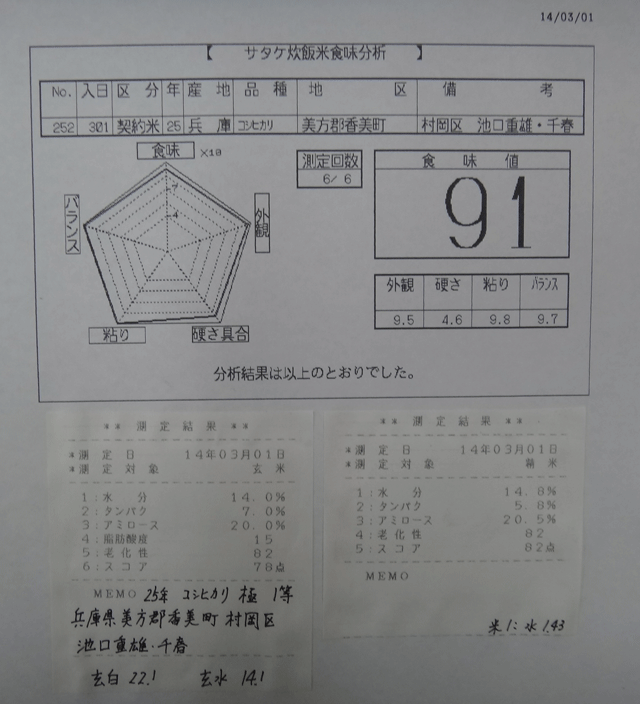 14/03/01
【 サタケ炊飯米食味分析 】
No. 入日 区分 年 産地 品種 地区 備考
252 301 契約米 25 兵庫 コシヒカリ 美方郡香美町 村岡区 池口重雄・千春
食味 ×10
測定回数
6/ 6
食味値
91
バランス
7
4
外観
粘り
硬さ具合
外観 硬さ 粘り バランス
9.5 4.6 9.8 9.7
分析結果は以上のとおりでした。
** 測定結果 **
*測定日 14年03月01日
*測定対象 玄米
1:水分 14.0%
2:タンパク 7.0%
3:アミロース 20.0%
4:脂肪酸度 15
5:老化性 82
6:スコア 78点
MEMO 25年 コシヒカリ 極 1等
兵庫県美方郡香美町村岡区
池口重雄・千春
玄白 22.1 玄水 14.1
** 測定結果 **
*測定日 14年03月01日
*測定対象 精米
1:水分 14.8%
2:タンパク 5.8%
3:アミロース 20.5%
4:老化性 82
5:スコア 82点
MEMO
米1:水1.43